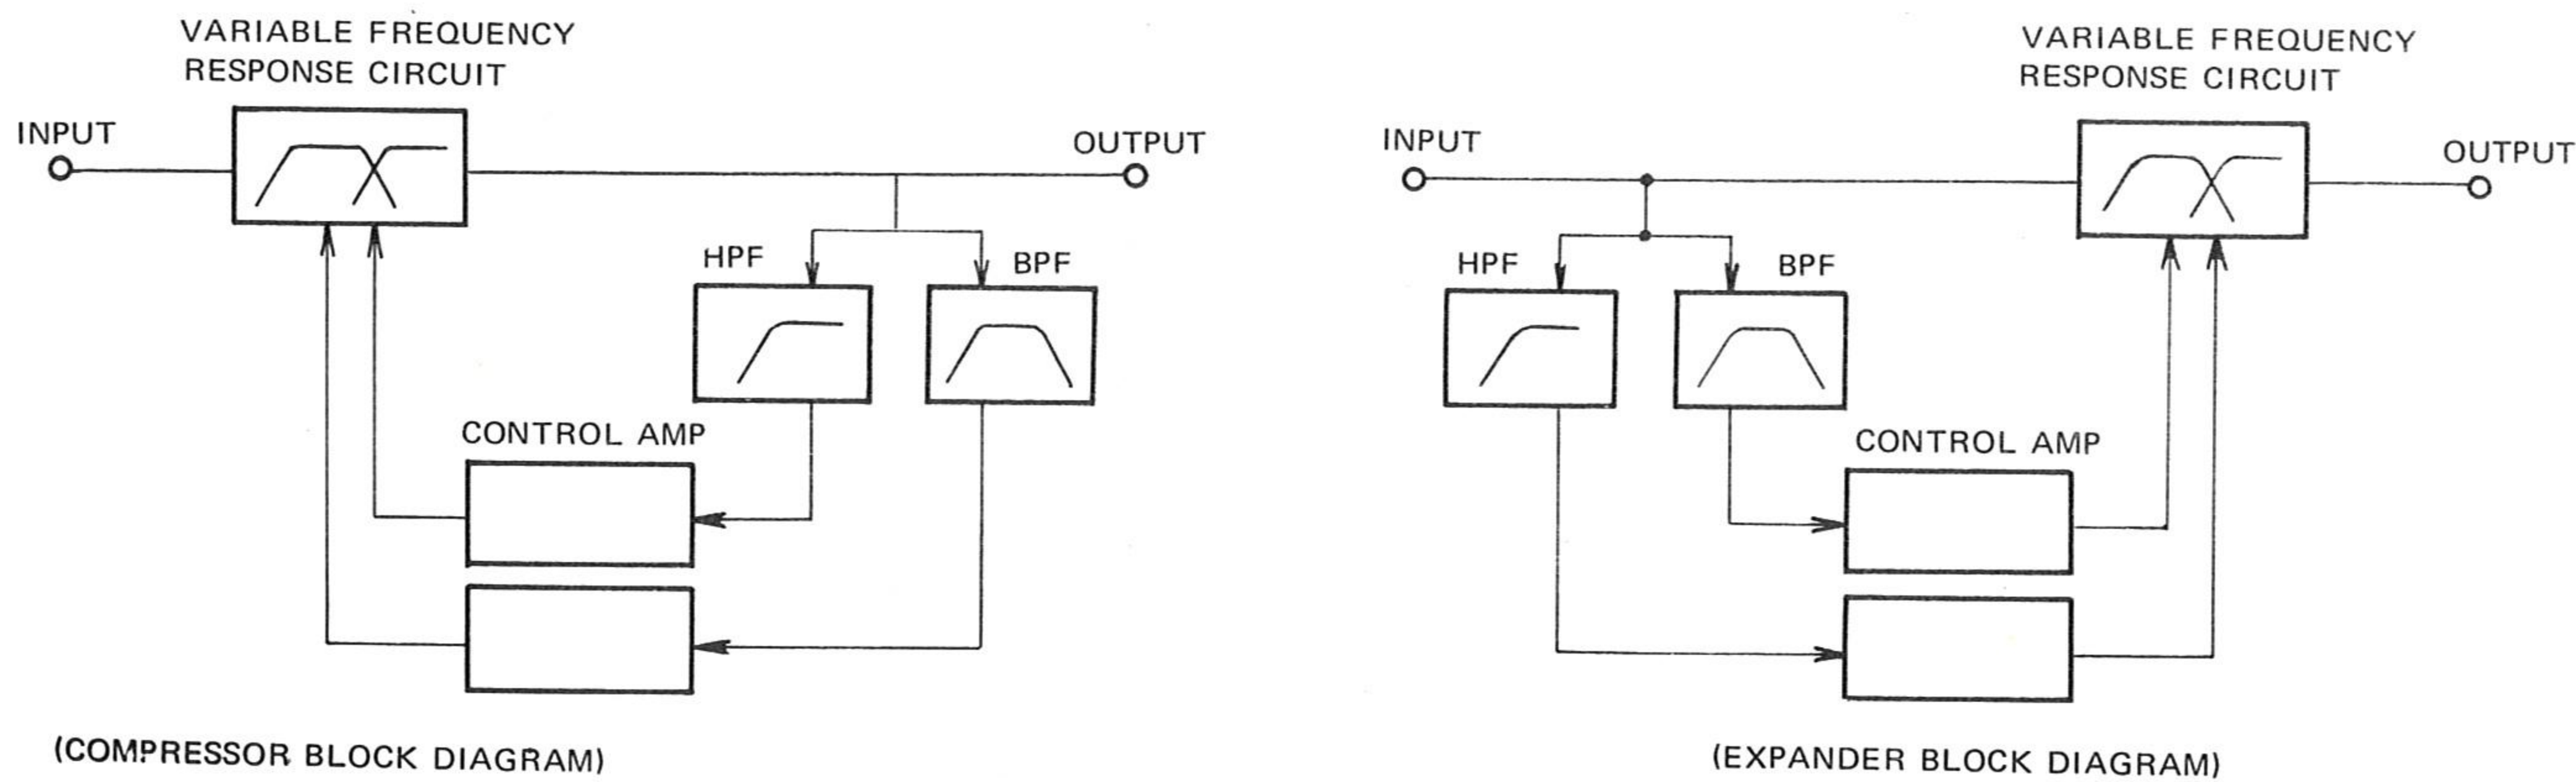 VARIABLE FREQUENCY
RESPONSE CIRCUIT
INPUT
OUTPUT
HPF
BPF
CONTROL AMP
(COMPRESSOR BLOCK DIAGRAM)
VARIABLE FREQUENCY
RESPONSE CIRCUIT
INPUT
OUTPUT
HPF
BPF
CONTROL AMP
(EXPANDER BLOCK DIAGRAM)